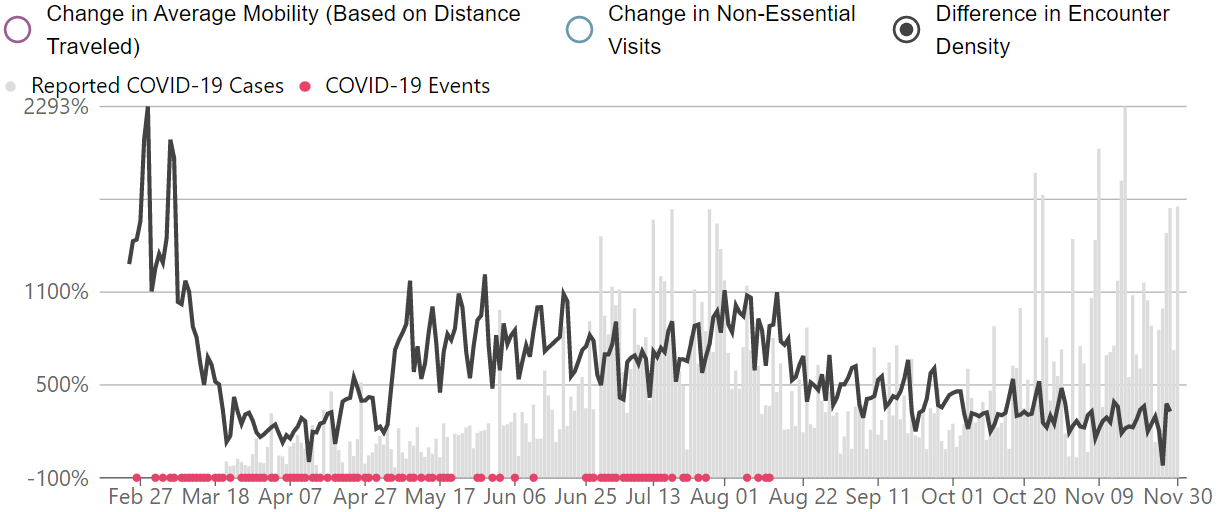 Change in Average Mobility (Based on Distance
Traveled)
Change in Non-Essential
Visits
Difference in Encounter
Density
Reported COVID-19 Cases
COVID-19 Events
2293%
1100%
500%
-100%
Feb 27 Mar 18 Apr 07 Apr 27 May 17 Jun 06 Jun 25 Jul 13 Aug 01 Aug 22 Sep 11 Oct 01 Oct 20 Nov 09 Nov 30